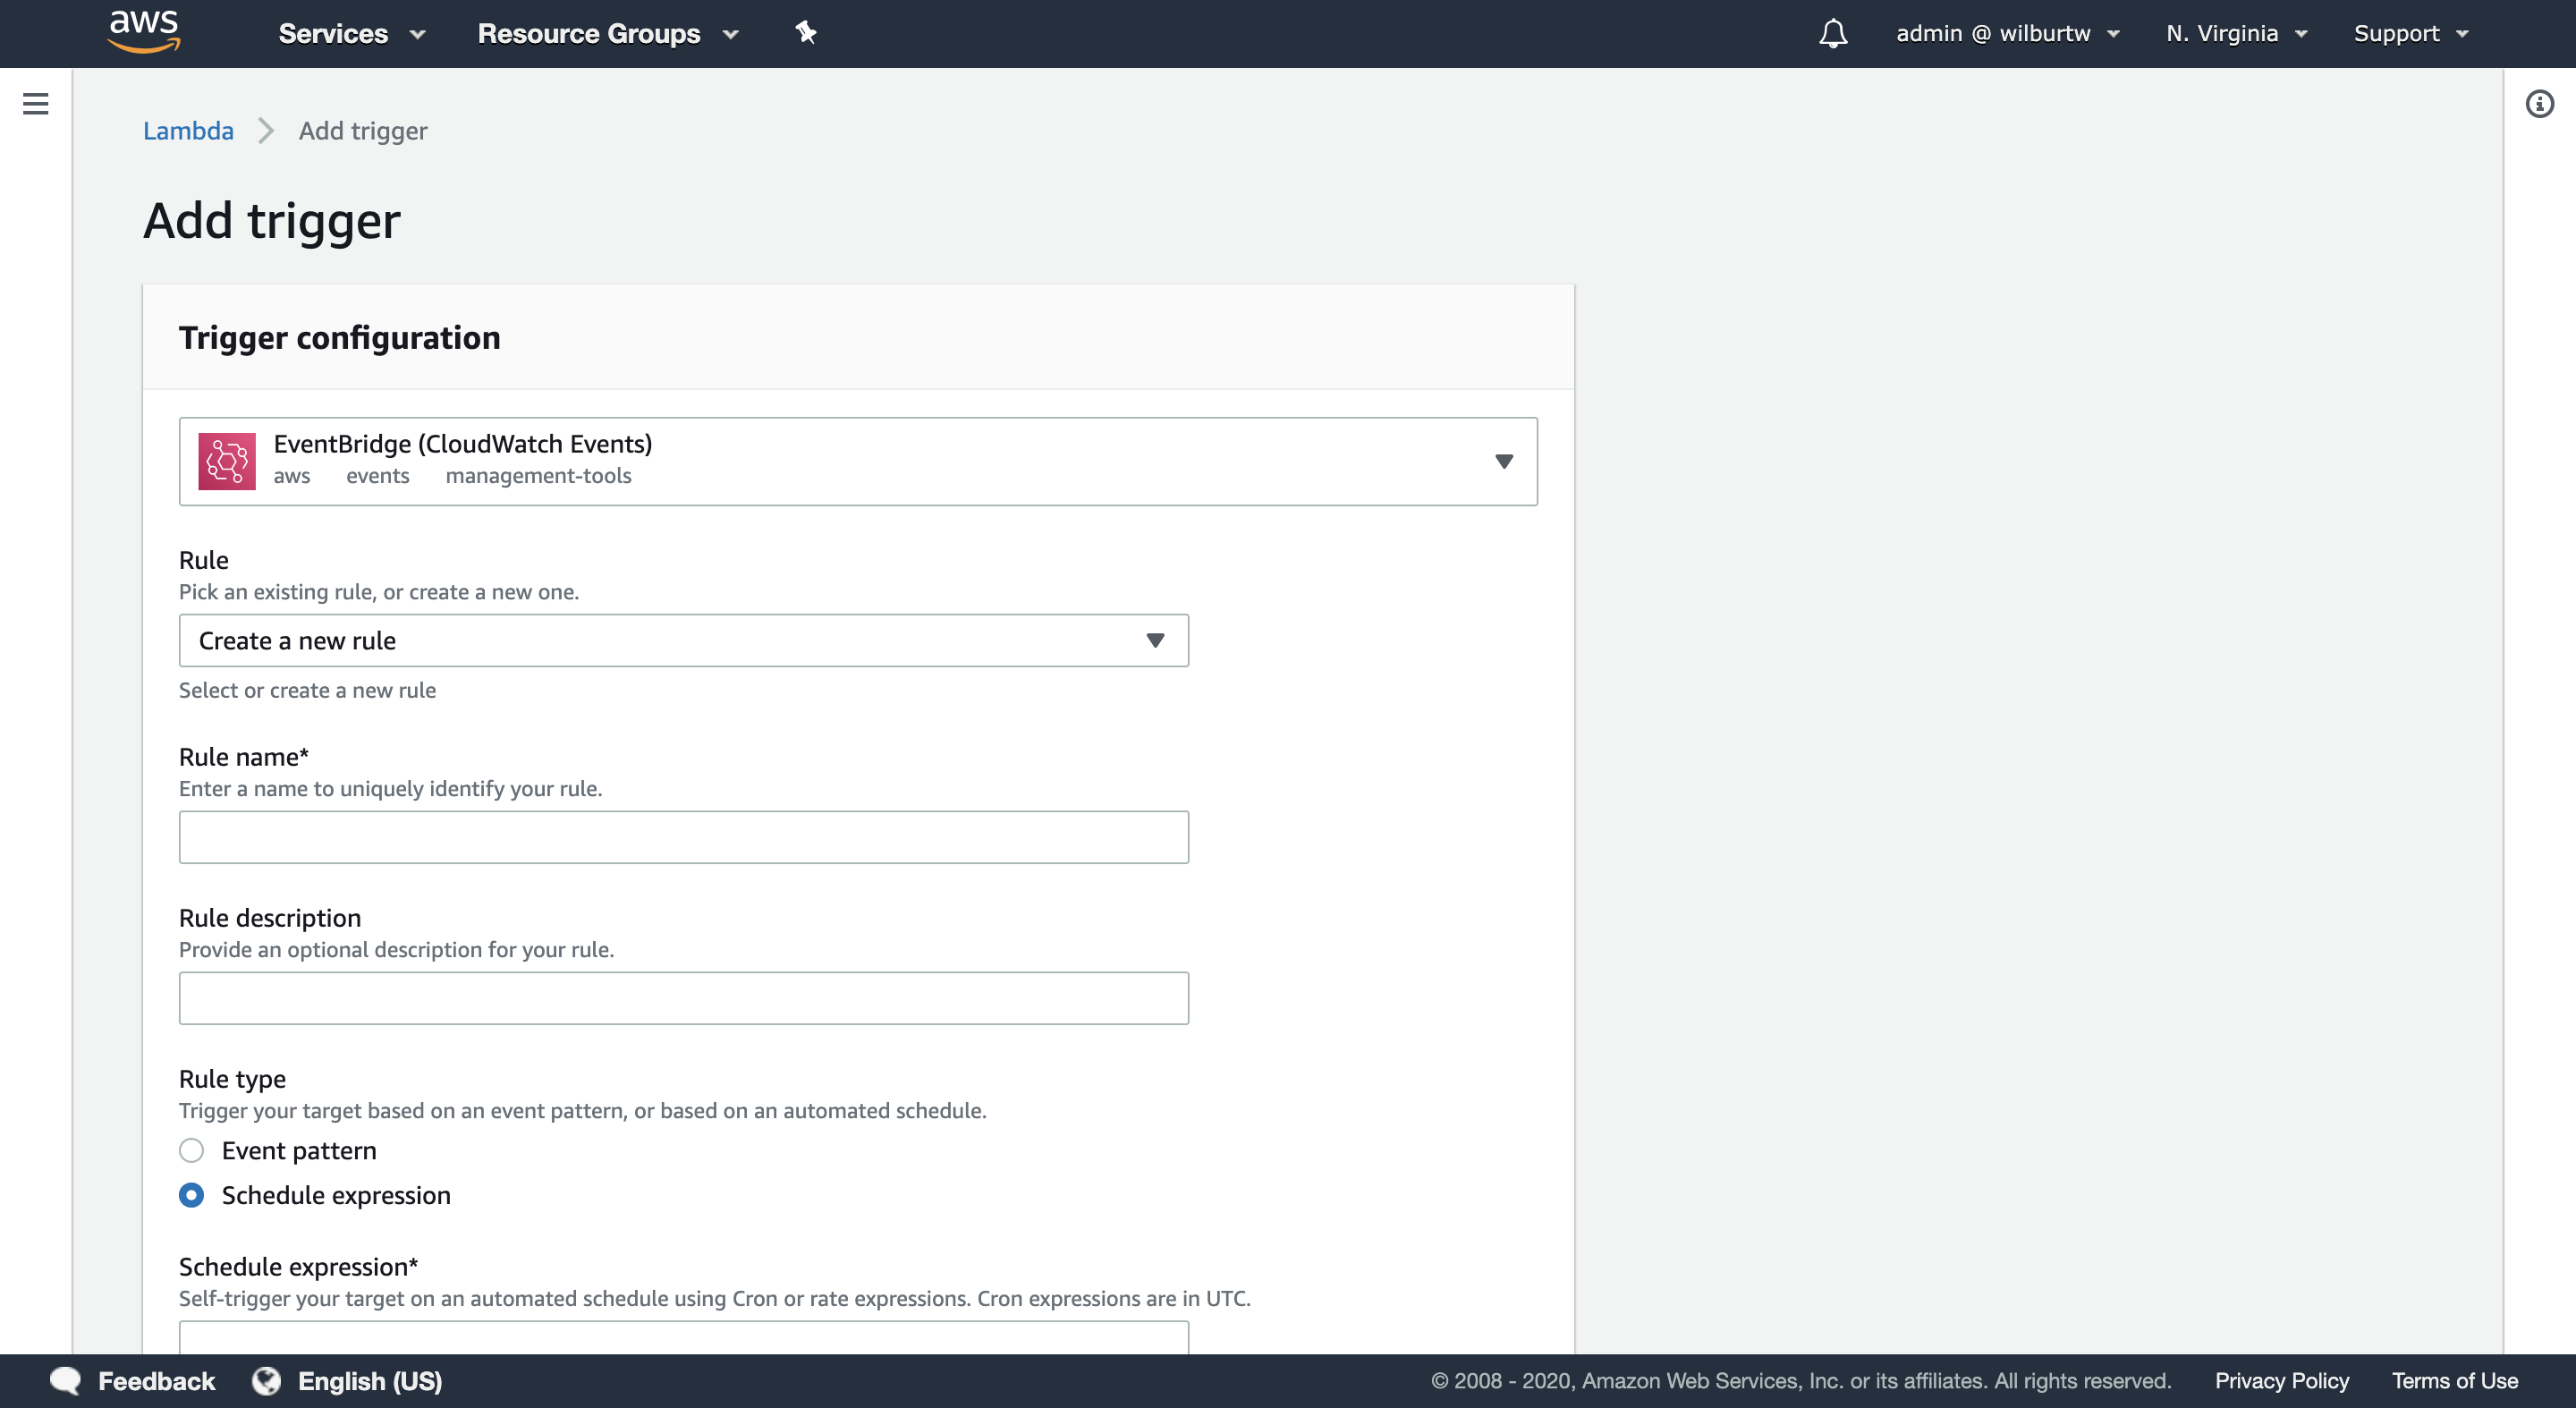 aws Services Resource Groups admin @ wilburtw N. Virginia Support
Lambda Add trigger
Add trigger
Trigger configuration
EventBridge (CloudWatch Events)
aws events management-tools
Rule
Pick an existing rule, or create a new one.
Create a new rule
Select or create a new rule
Rule name*
Enter a name to uniquely identify your rule.
Rule description
Provide an optional description for your rule.
Rule type
Trigger your target based on an event pattern, or based on an automated schedule.
Event pattern
Schedule expression
Schedule expression*
Self-trigger your target on an automated schedule using Cron or rate expressions. Cron expressions are in UTC.
Feedback English (US) © 2008 - 2020, Amazon Web Services, Inc. or its affiliates. All rights reserved. Privacy Policy Terms of Use